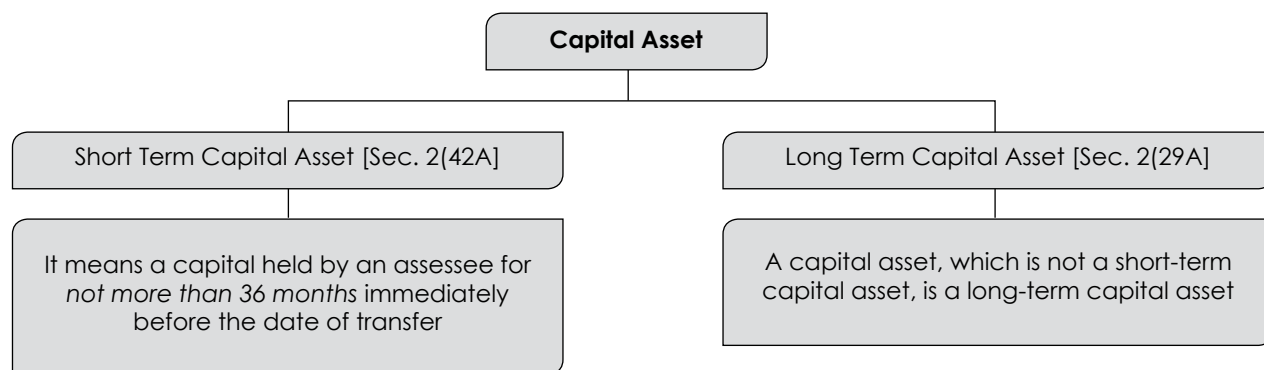 Capital Asset
Short Term Capital Asset [Sec. 2(42A]
Long Term Capital Asset [Sec. 2(29A]
It means a capital held by an assessee for
not more than 36 months immediately
before the date of transfer
A capital asset, which is not a short-term
capital asset, is a long-term capital asset